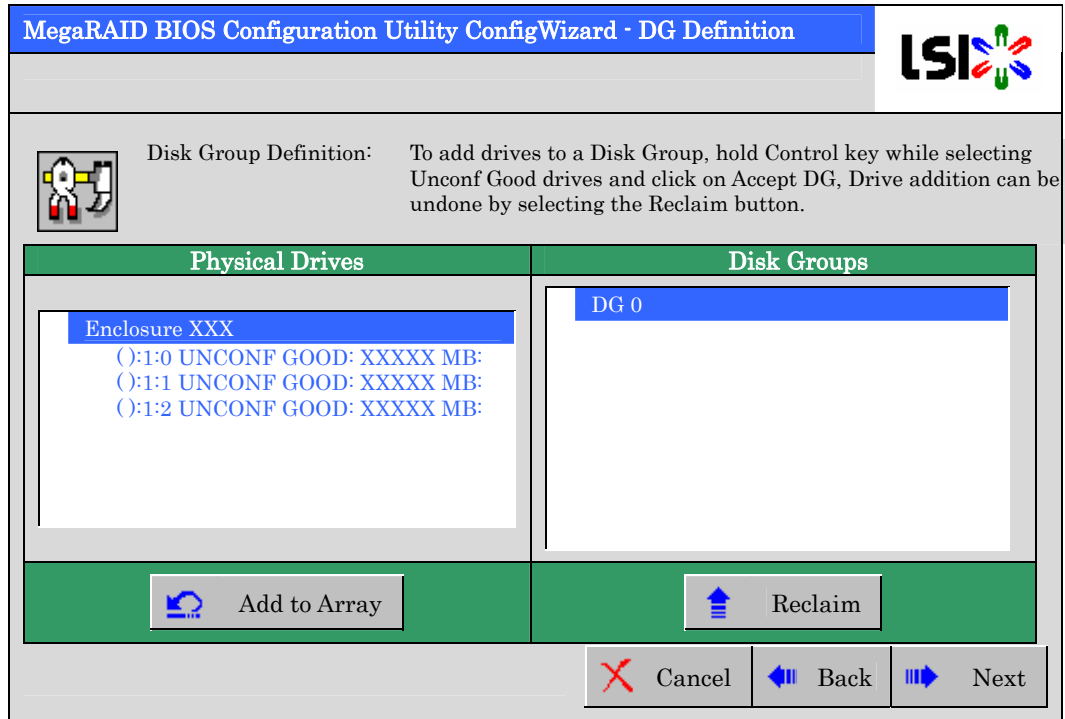 MegaRAID BIOS Configuration Utility ConfigWizard - DG Definition
LSI
Disk Group Definition:
To add drives to a Disk Group, hold Control key while selecting
Unconf Good drives and click on Accept DG, Drive addition can be
undone by selecting the Reclaim button.
Physical Drives
Enclosure XXX
( ):1:0 UNCONF GOOD: XXXXX MB:
( ):1:1 UNCONF GOOD: XXXXX MB:
( ):1:2 UNCONF GOOD: XXXXX MB:
Add to Array
Disk Groups
DG 0
Reclaim
Cancel
Back
Next